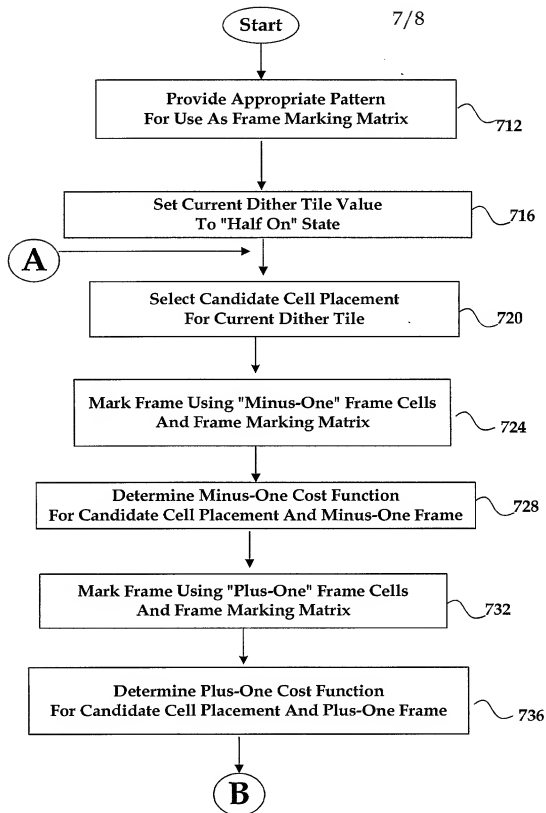 Start
7/8
Provide Appropriate Pattern
For Use As Frame Marking Matrix
712
Set Current Dither Tile Value
To "Half On" State
716
A
Select Candidate Cell Placement
For Current Dither Tile
720
Mark Frame Using "Minus-One" Frame Cells
And Frame Marking Matrix
724
Determine Minus-One Cost Function
For Candidate Cell Placement And Minus-One Frame
728
Mark Frame Using "Plus-One" Frame Cells
And Frame Marking Matrix
732
Determine Plus-One Cost Function
For Candidate Cell Placement And Plus-One Frame
736
B